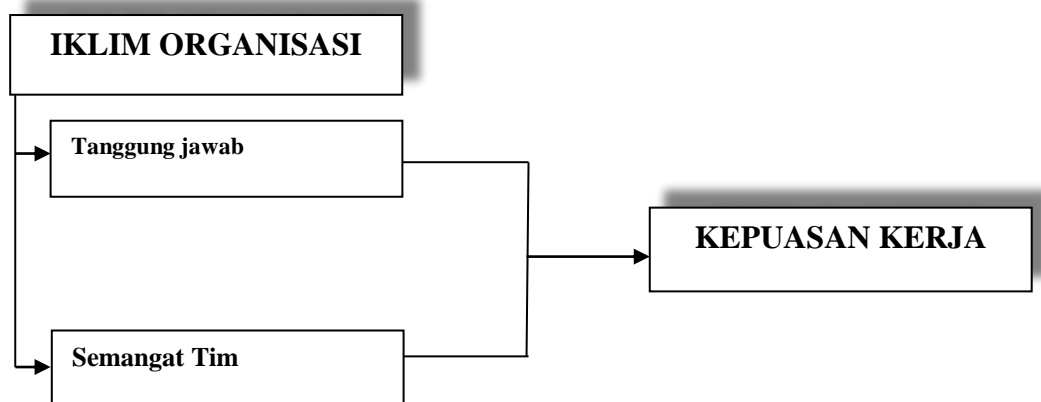 IKLIM ORGANISASI
Tanggung jawab
KEPUASAN KERJA
Semangat Tim